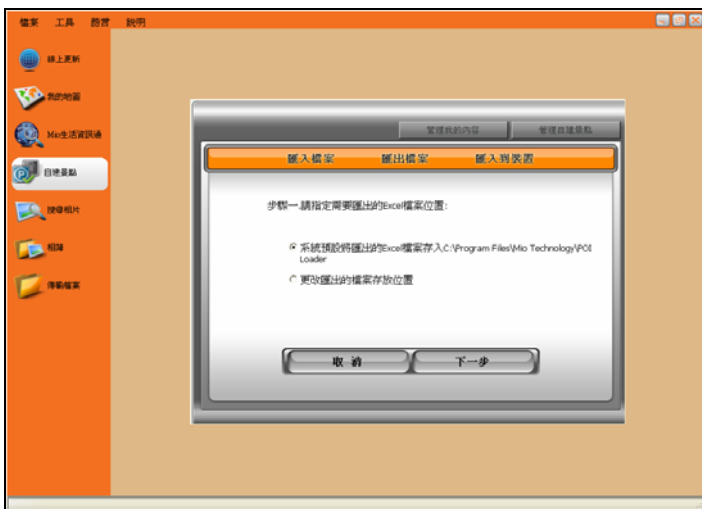 檔案 工具 語言 說明
線上更新
我的地圖
Mio生活資訊通
自建景點
搜尋相片
相簿
傳輸檔案
管理我的內容 管理自建景點
匯入檔案 匯出檔案 匯入到裝置
步驟一.請指定需要匯出的Excel檔案位置:
系統預設將匯出的Excel檔案存入C:\Program Files\Mio Technology\POI
Loader
更改匯出的檔案存放位置
取 消 下一步